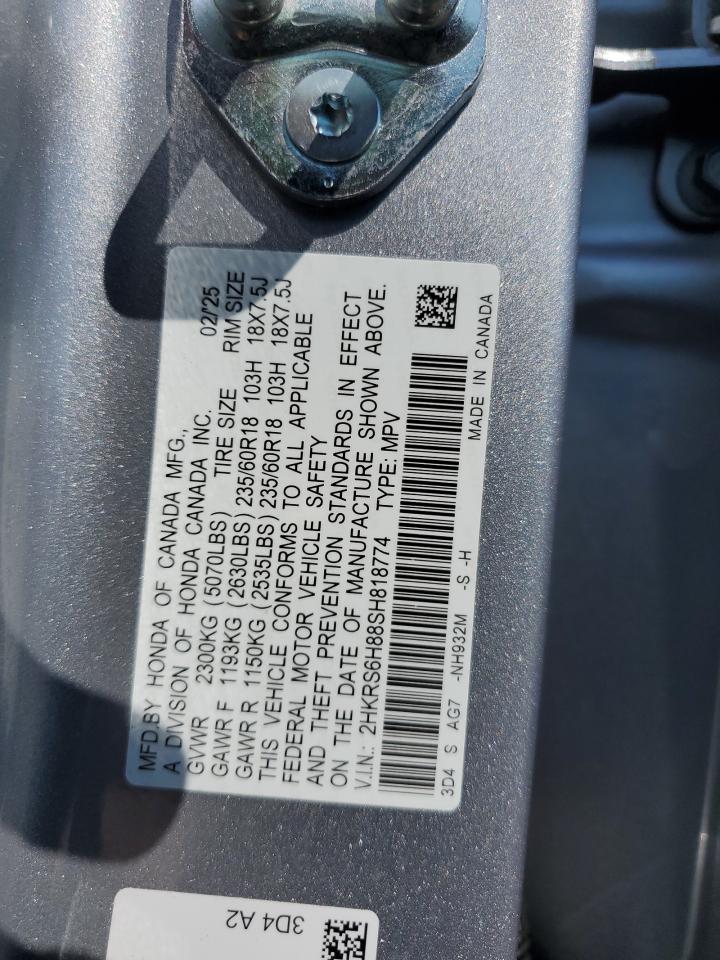 MFD.BY HONDA OF CANADA MFG.,
A DIVISION OF HONDA CANADA INC. 02/'25
GVWR 2300KG (5070LBS) TIRE SIZE RIM SIZE
GAWR F 1193KG (2630LBS) 235/60R18 103H 18X7.5J
GAWR R 1150KG (2535LBS) 235/60R18 103H 18X7.5J
THIS VEHICLE CONFORMS TO ALL APPLICABLE
FEDERAL MOTOR VEHICLE SAFETY
AND THEFT PREVENTION STANDARDS IN EFFECT
ON THE DATE OF MANUFACTURE SHOWN ABOVE.
V.I.N.: 2HKRS6H88SH818774 TYPE: MPV
3D4 S AG7 -NH932M -S -H MADE IN CANADA
3D4 A2